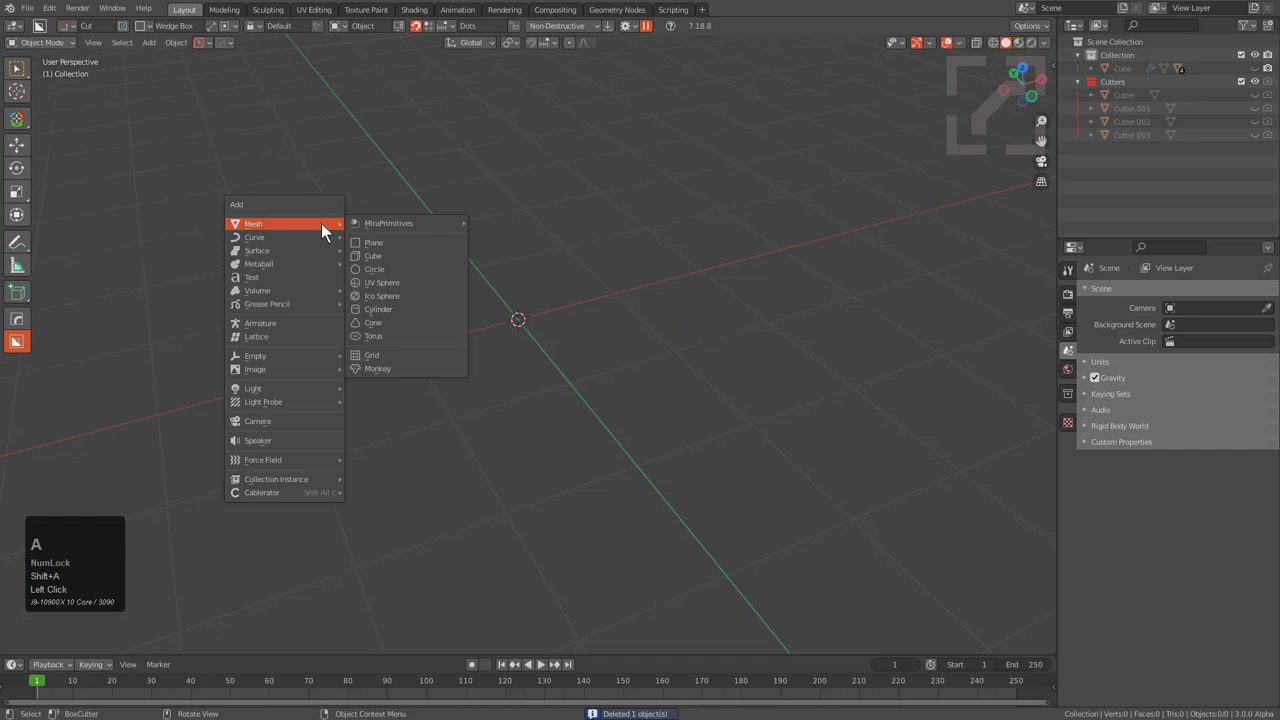 File Edit Render Window Help
Layout Modeling Sculpting UV Editing Texture Paint Shading Animation Rendering Compositing Geometry Nodes Scripting +
Scene
View Layer
Cut Wedge Box Default Object Dots Non-Destructive 7.18.8 Options
Object Mode View Select Add Object Global
User Perspective
(1) Collection
Z
Y
X
Scene Collection
Collection
Cube 4
Cutters
Cutter
Cutter.001
Cutter.002
Cutter.003
Add
Mesh
Curve
Surface
Metaball
Text
Volume
Grease Pencil
Armature
Lattice
Empty
Image
Light
Light Probe
Camera
Speaker
Force Field
Collection Instance
Cablerator Shift Alt C
MiraPrimitives
Plane
Cube
Circle
UV Sphere
Ico Sphere
Cylinder
Cone
Torus
Grid
Monkey
Scene View Layer
Scene
Camera
Background Scene
Active Clip
Units
Gravity
Keying Sets
Audio
Rigid Body World
Custom Properties
A
NumLock
Shift+A
Left Click
i9-10900X 10 Core / 3090
Playback Keying View Marker 1 Start 1 End 250
1 10 20 30 40 50 60 70 80 90 100 110 120 130 140 150 160 170 180 190 200 210 220 230 240 250
Select BoxCutter Rotate View Object Context Menu Deleted 1 object(s) Collection | Verts:0 | Faces:0 | Tris:0 | Objects:0/0 | 3.0.0 Alpha